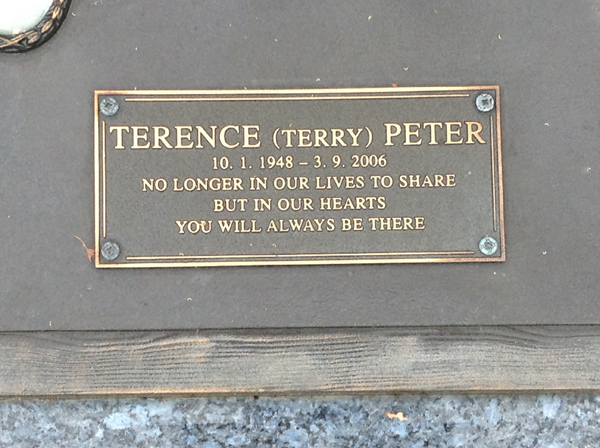 TERENCE (TERRY) PETER
10. 1. 1948 – 3. 9. 2006
NO LONGER IN OUR LIVES TO SHARE
BUT IN OUR HEARTS
YOU WILL ALWAYS BE THERE